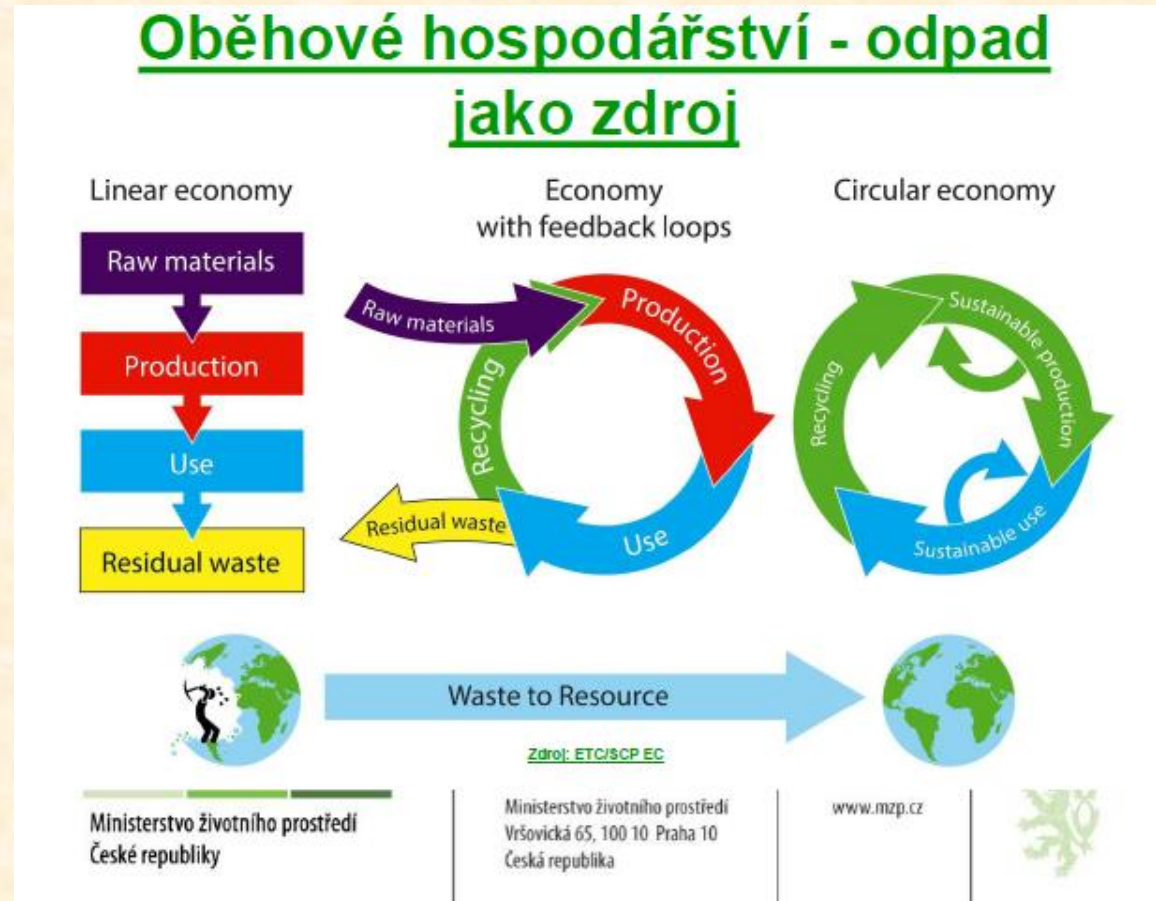 Oběhové hospodářství - odpad
jako zdroj
Linear economy
Raw materials
Production
Use
Residual waste
Economy
with feedback loops
Raw materials
Production
Recycling
Residual waste
Use
Circular economy
Sustainable production
Recycling
Sustainable use
Waste to Resource
Zdroj: ETC/SCP EC
Ministerstvo životního prostředí
České republiky
Ministerstvo životního prostředí
Vršovická 65, 100 10 Praha 10
Česká republika
www.mzp.cz